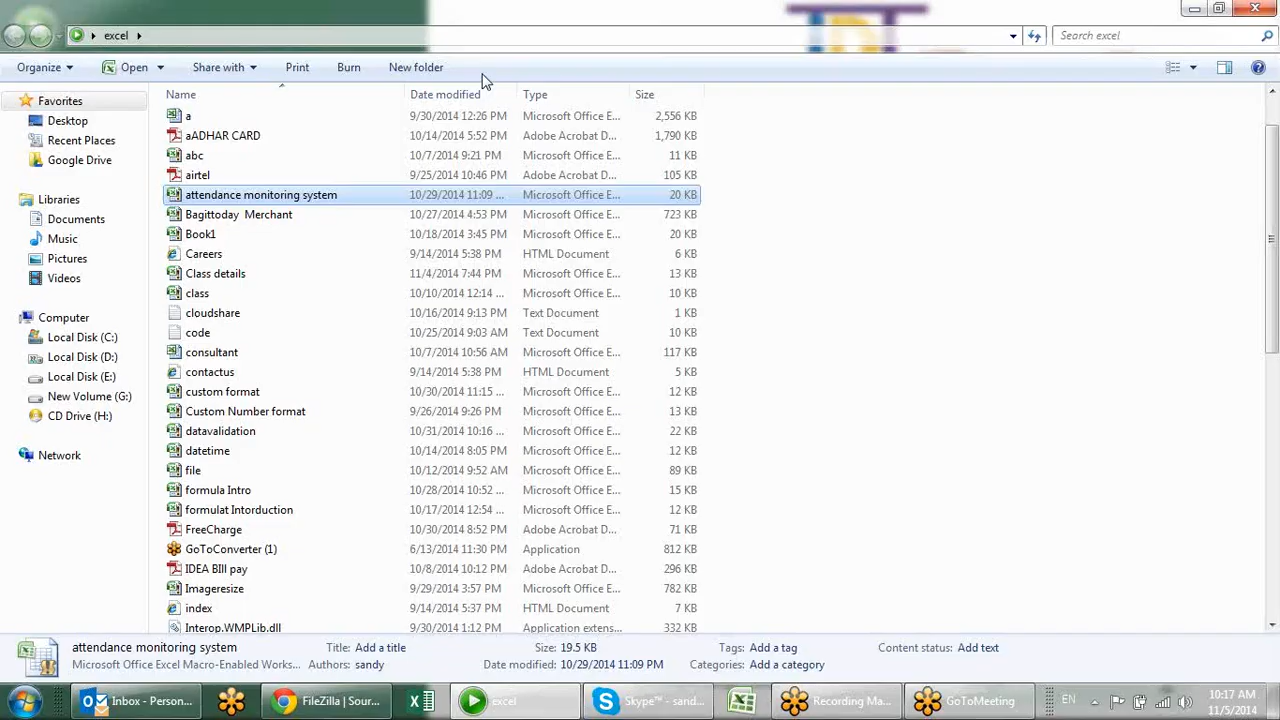 excel
Search excel
Organize Open Share with Print Burn New folder
Name Date modified Type Size
Favorites
Desktop
Recent Places
Google Drive
Libraries
Documents
Music
Pictures
Videos
Computer
Local Disk (C:)
Local Disk (D:)
Local Disk (E:)
New Volume (G:)
CD Drive (H:)
Network
a 9/30/2014 12:26 PM Microsoft Office E... 2,556 KB
aADHAR CARD 10/14/2014 5:52 PM Adobe Acrobat D... 1,790 KB
abc 10/7/2014 9:21 PM Microsoft Office E... 11 KB
airtel 9/25/2014 10:46 PM Adobe Acrobat D... 105 KB
attendance monitoring system 10/29/2014 11:09 ... Microsoft Office E... 20 KB
Bagittoday Merchant 10/27/2014 4:53 PM Microsoft Office E... 723 KB
Book1 10/18/2014 3:45 PM Microsoft Office E... 20 KB
Careers 9/14/2014 5:38 PM HTML Document 6 KB
Class details 11/4/2014 7:44 PM Microsoft Office E... 13 KB
class 10/10/2014 12:14 ... Microsoft Office E... 10 KB
cloudshare 10/16/2014 9:13 PM Text Document 1 KB
code 10/25/2014 9:03 AM Text Document 10 KB
consultant 10/7/2014 10:56 AM Microsoft Office E... 117 KB
contactus 9/14/2014 5:38 PM HTML Document 5 KB
custom format 10/30/2014 11:15 ... Microsoft Office E... 12 KB
Custom Number format 9/26/2014 9:26 PM Microsoft Office E... 13 KB
datavalidation 10/31/2014 10:16 ... Microsoft Office E... 22 KB
datetime 10/14/2014 8:05 PM Microsoft Office E... 12 KB
file 10/12/2014 9:52 AM Microsoft Office E... 89 KB
formula Intro 10/28/2014 10:52 ... Microsoft Office E... 15 KB
formulat Intorduction 10/17/2014 12:54 ... Microsoft Office E... 12 KB
FreeCharge 10/30/2014 8:52 PM Adobe Acrobat D... 71 KB
GoToConverter (1) 6/13/2014 11:30 PM Application 812 KB
IDEA BIll pay 10/8/2014 10:12 PM Adobe Acrobat D... 296 KB
Imageresize 9/29/2014 3:57 PM Microsoft Office E... 782 KB
index 9/14/2014 5:37 PM HTML Document 7 KB
Interop.WMPLib.dll 9/30/2014 1:12 PM Application extens... 332 KB
attendance monitoring system Title: Add a title Size: 19.5 KB Tags: Add a tag Content status: Add text
Microsoft Office Excel Macro-Enabled Works... Authors: sandy Date modified: 10/29/2014 11:09 PM Categories: Add a category
Inbox - Person... FileZilla | Sour... excel Skype™ - sand... Recording Ma... GoToMeeting EN 10:17 AM
11/5/2014